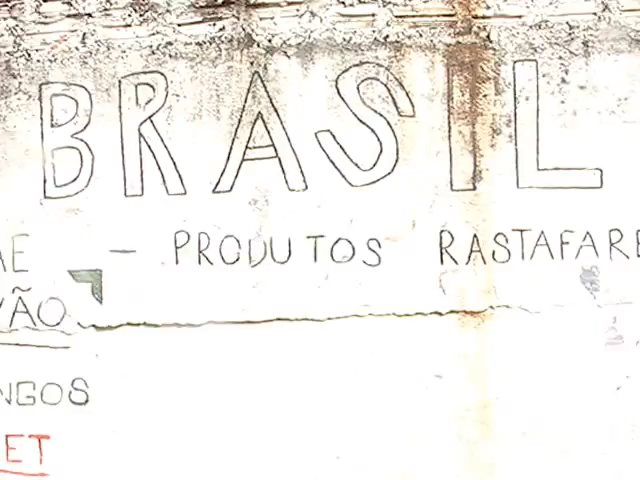 BRASIL
AE - PRODUTOS RASTAFARE
VÃO
NGOS
ET